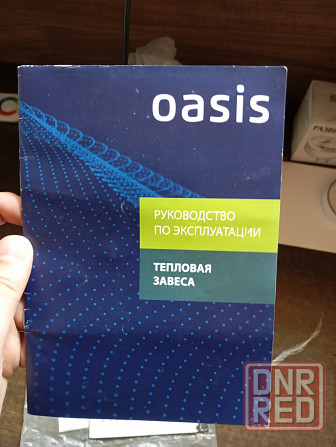 oasis
РУКОВОДСТВО
ПО ЭКСПЛУАТАЦИИ
ТЕПЛОВАЯ
ЗАВЕСА
DNR
RED